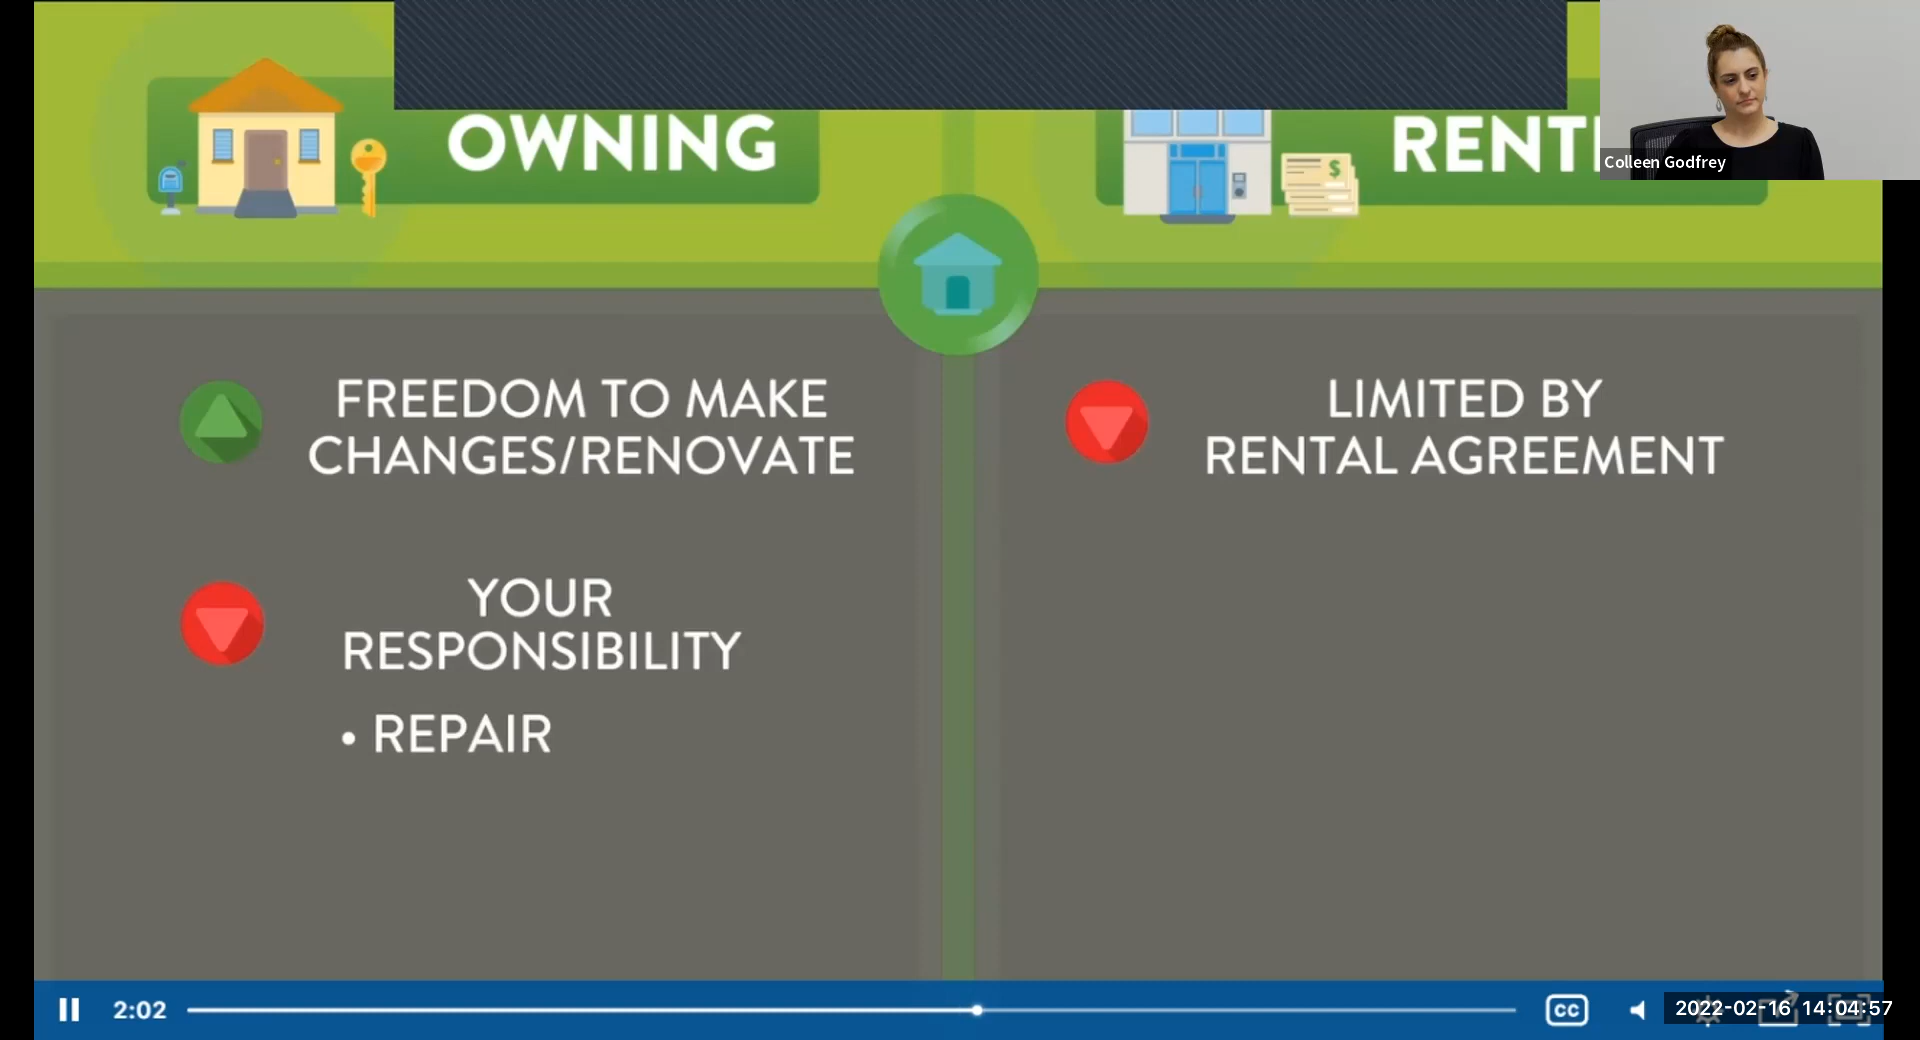 OWNING
Colleen Godfrey
FREEDOM TO MAKE
CHANGES/RENOVATE
LIMITED BY
RENTAL AGREEMENT
YOUR
RESPONSIBILITY
• REPAIR
2:02
CC
2022-02-16 14:04:57